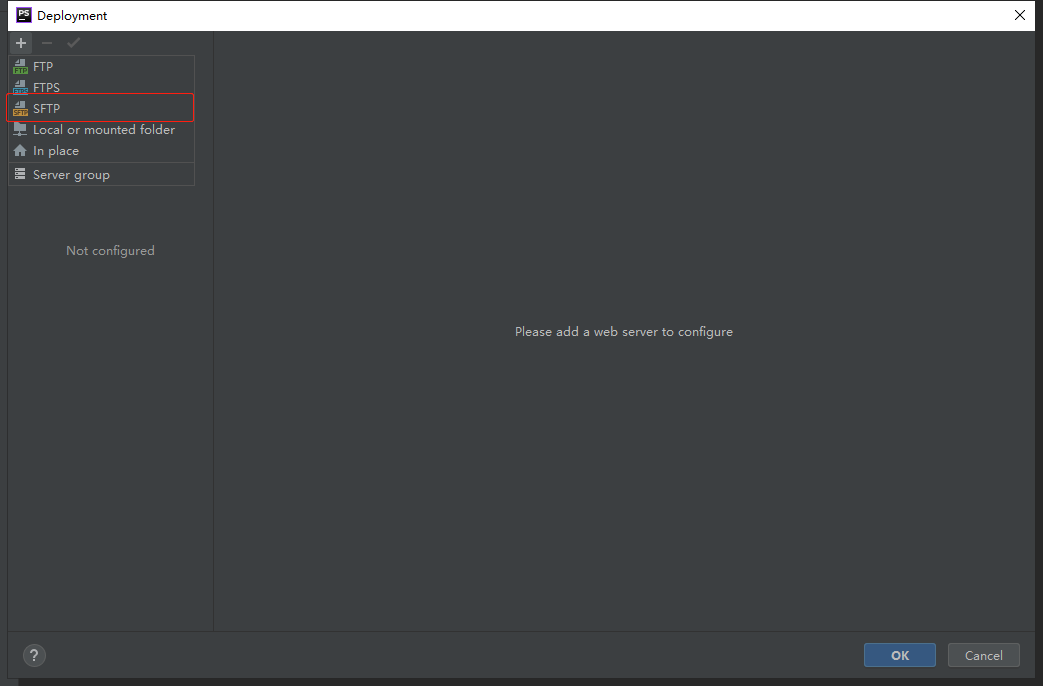 PS Deployment
FTP
FTPS
SFTP
Local or mounted folder
In place
Server group
Not configured
Please add a web server to configure
?
OK
Cancel